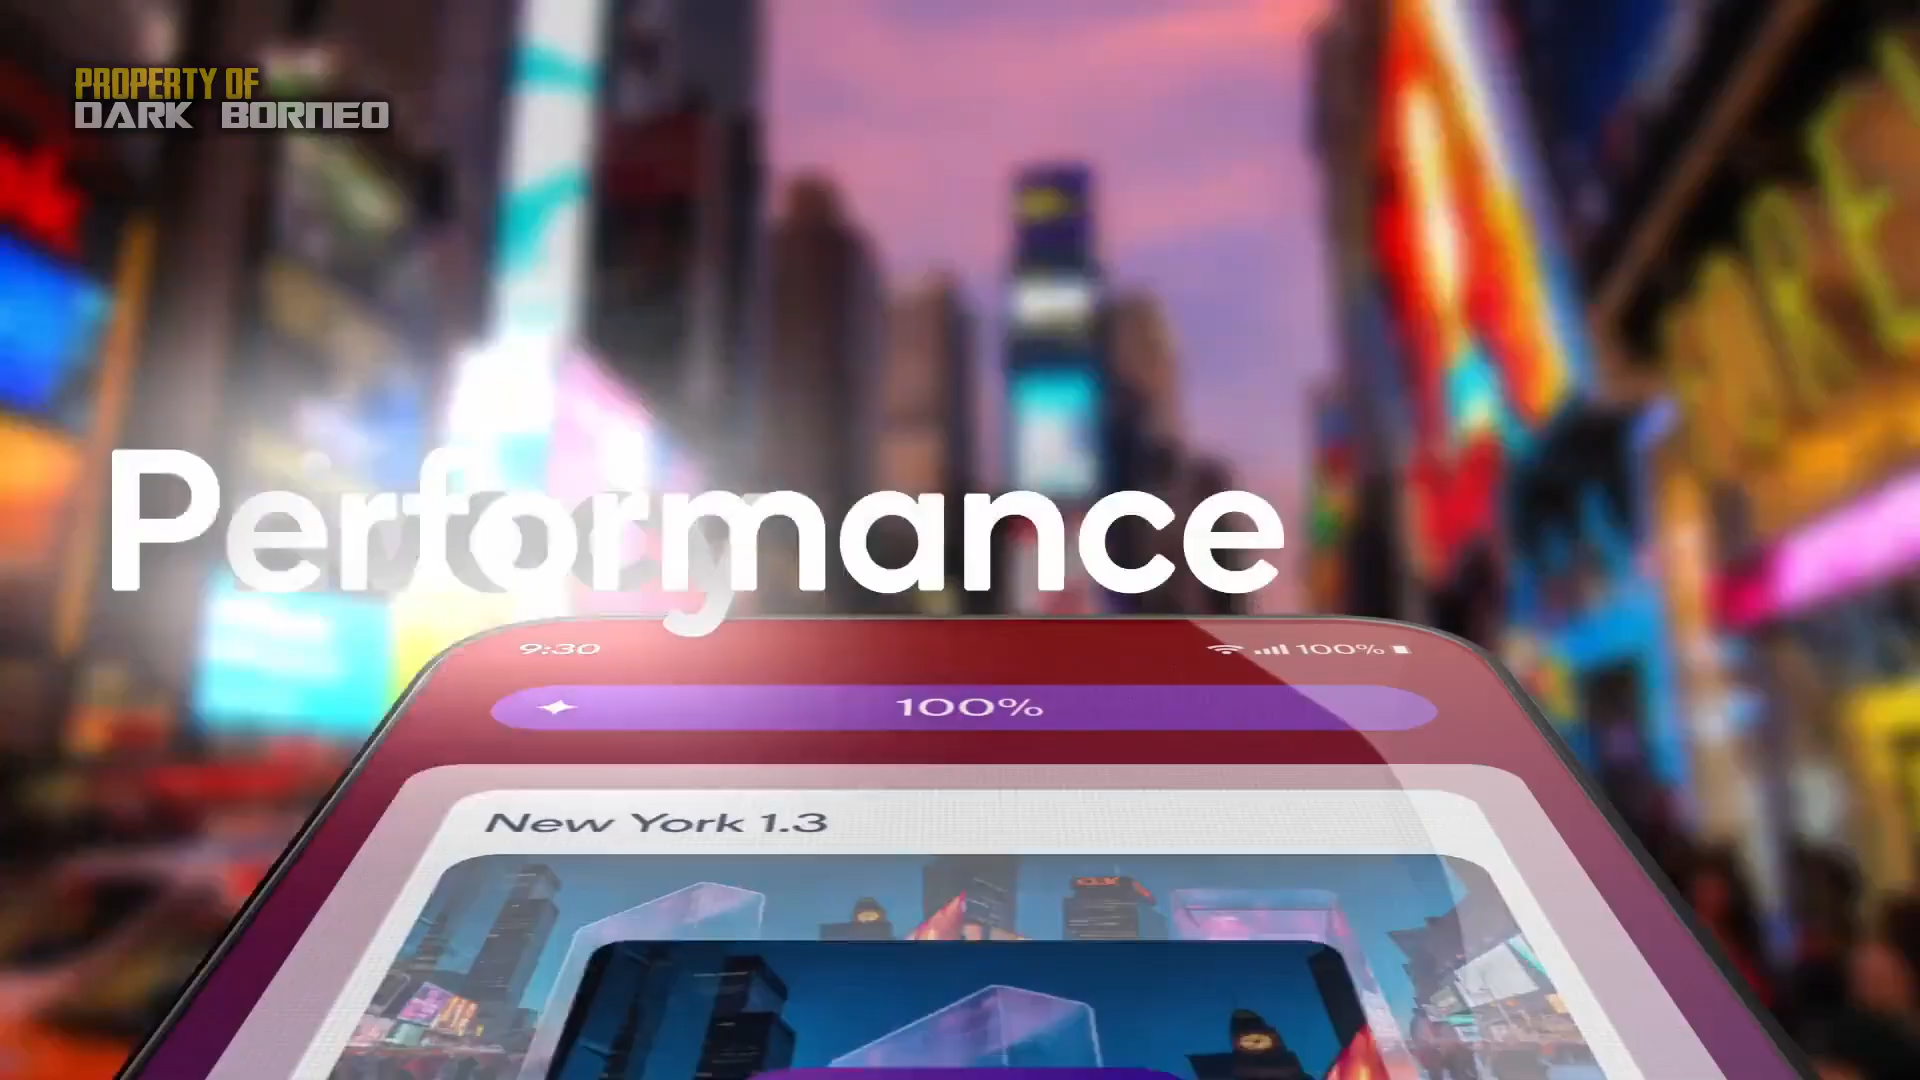 PROPERTY OF
DARK BORNEO
Performance
9:30
100%
100%
New York 1.3